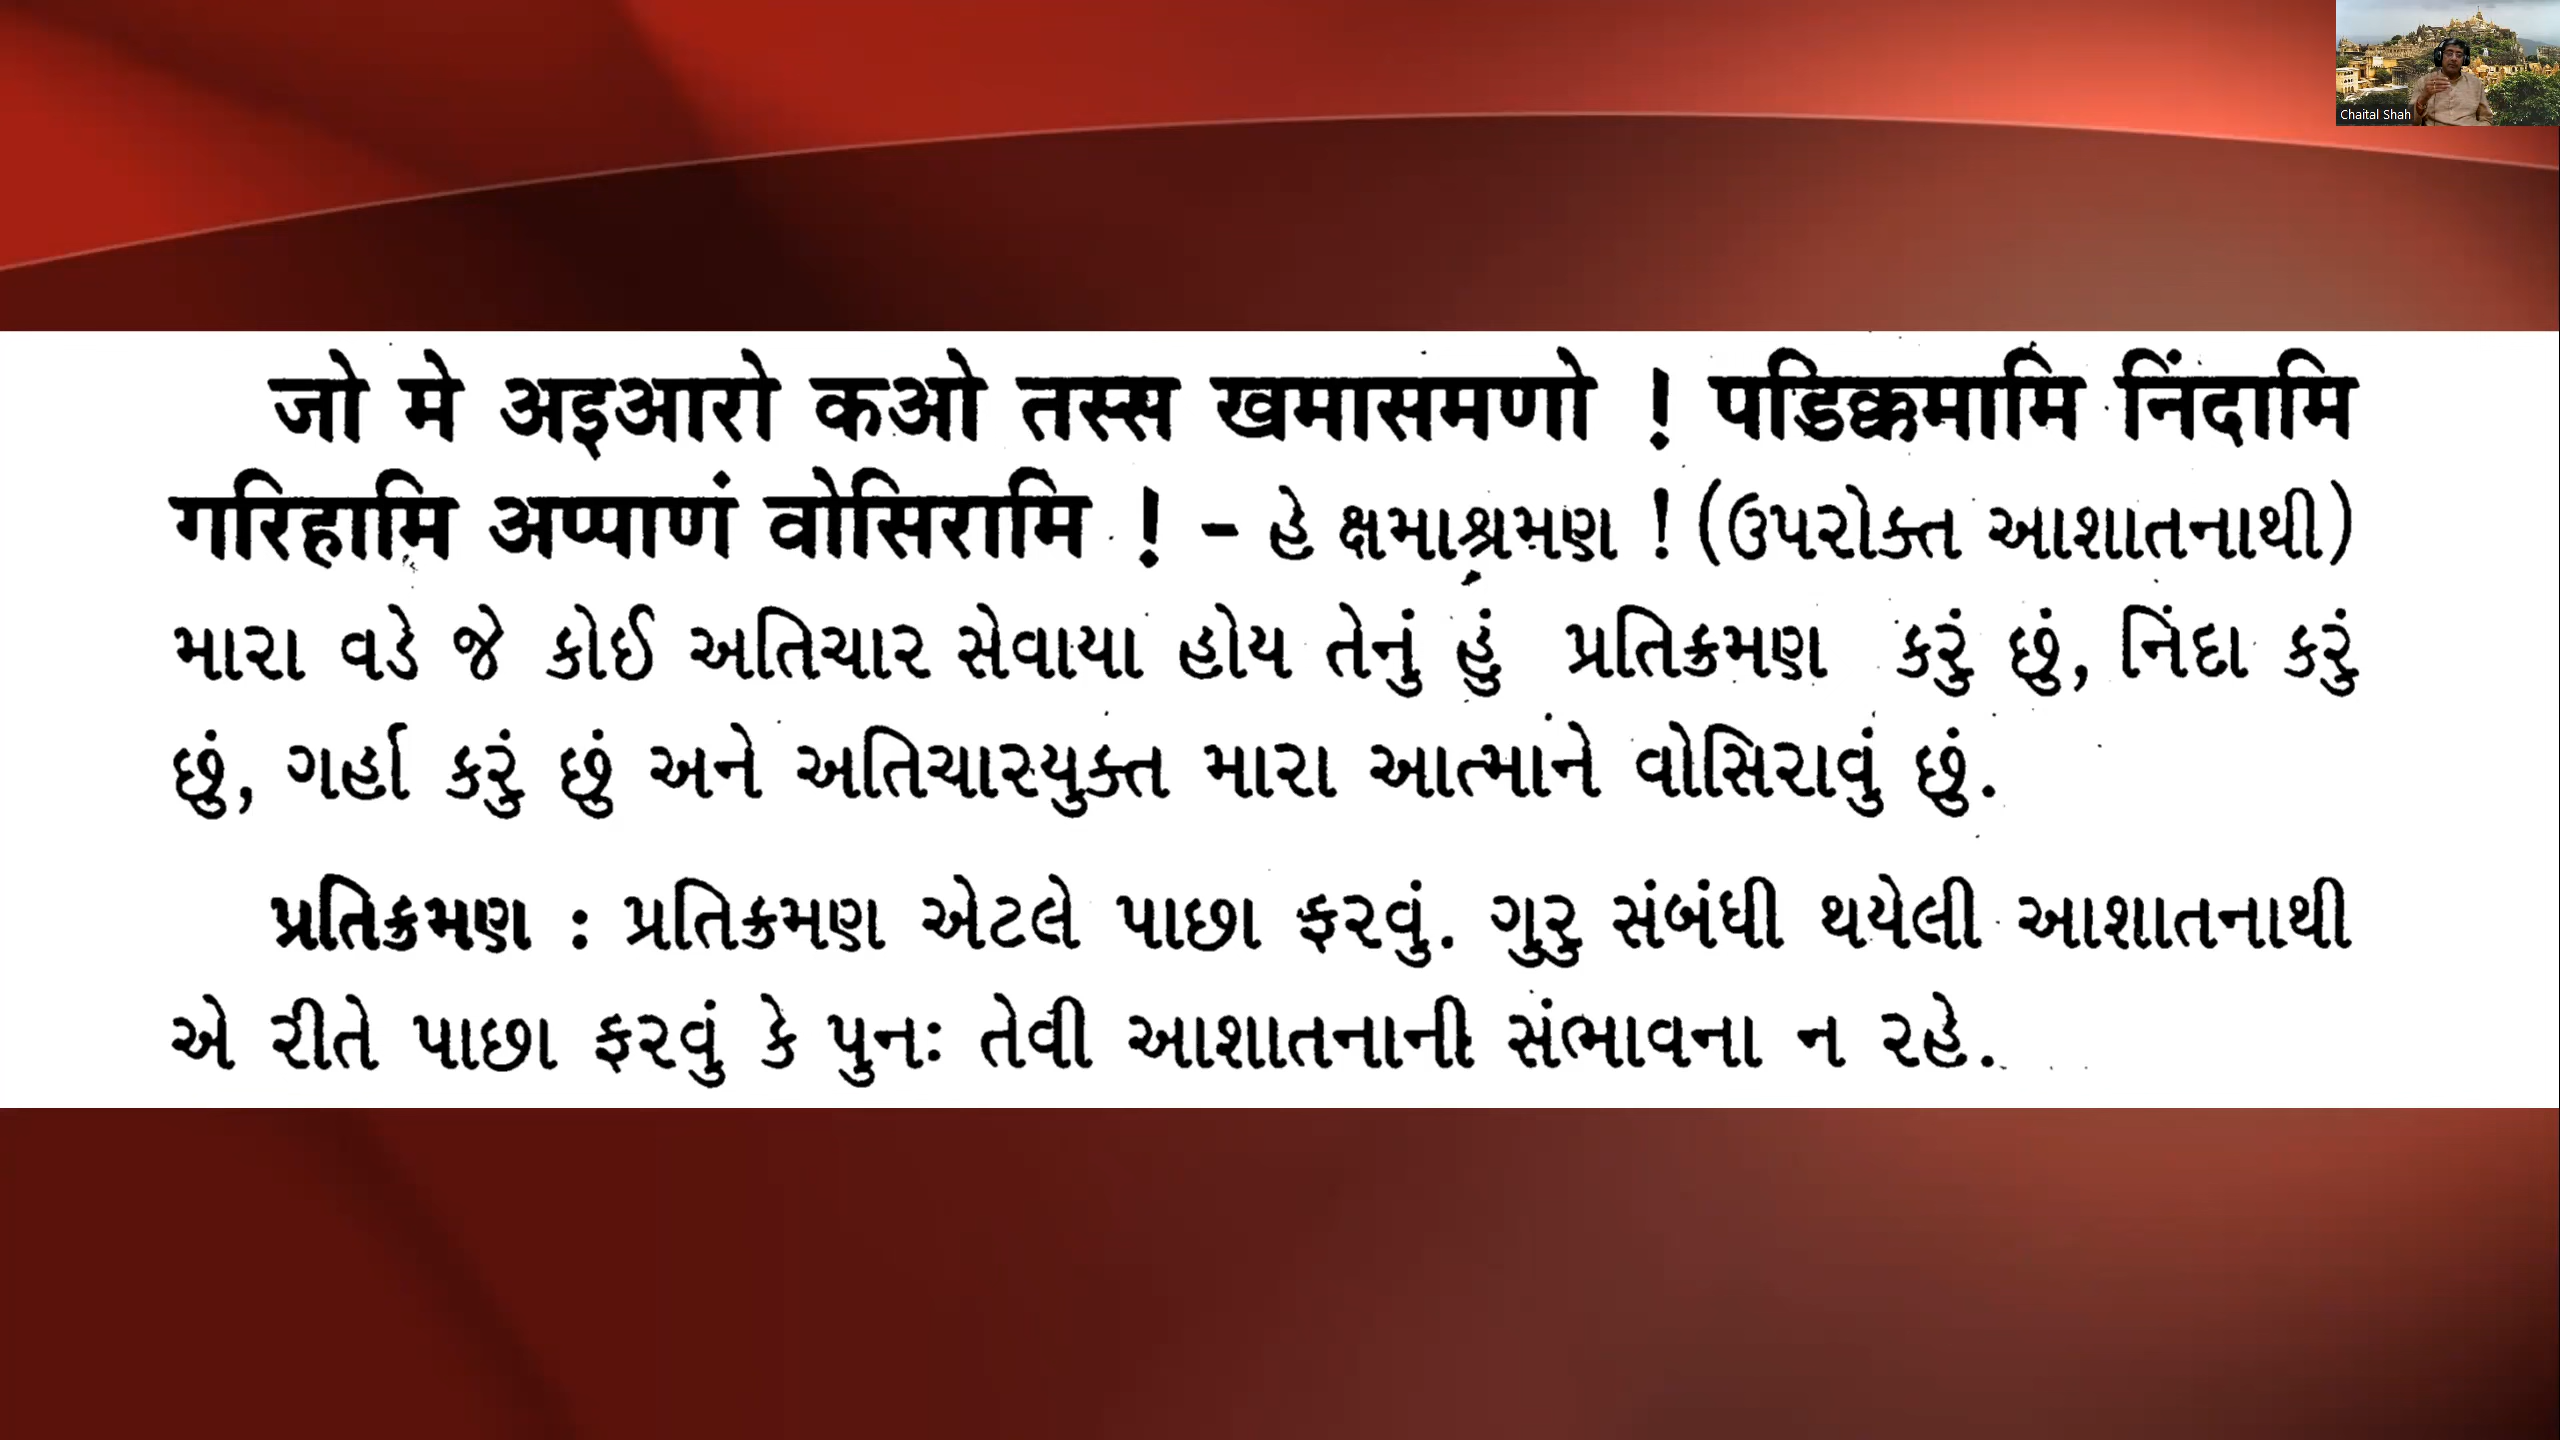 Chaital Shah
जो मे अइआरो कओ तस्स खमासमणो ! पडिक्कमामि निंदामि
गरिहामि अप्पाणं वोसिरामि ! - હે ક્ષમાશ્રમણ ! (ઉપરોક્ત આશાતનાથી)
મારા વડે જે કોઈ અતિચાર સેવાયા હોય તેનું હું પ્રતિક્રમણ કરું છું, નિંદા કરું
છું, ગર્હા કરું છું અને અતિચારયુક્ત મારા આત્માને વોસિરાવું છું.
પ્રતિક્રમણ : પ્રતિક્રમણ એટલે પાછા ફરવું. ગુરુ સંબંધી થયેલી આશાતનાથી
એ રીતે પાછા ફરવું કે પુનઃ તેવી આશાતનાની સંભાવના ન રહે.